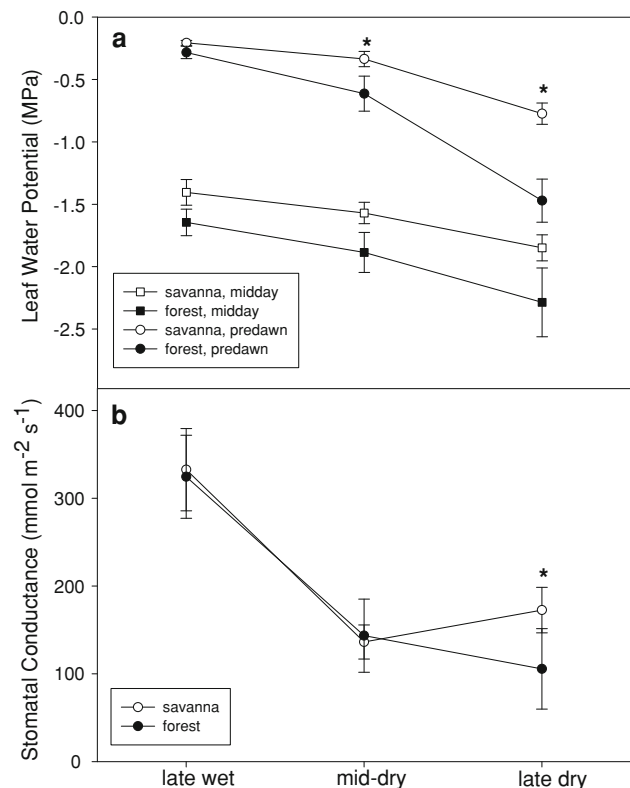 a
Leaf Water Potential (MPa)
0.0
-0.5
-1.0
-1.5
-2.0
-2.5
*
*
savanna, midday
forest, midday
savanna, predawn
forest, predawn
b
Stomatal Conductance (mmol m-2 s-1)
400
300
200
100
0
*
savanna
forest
late wet
mid-dry
late dry